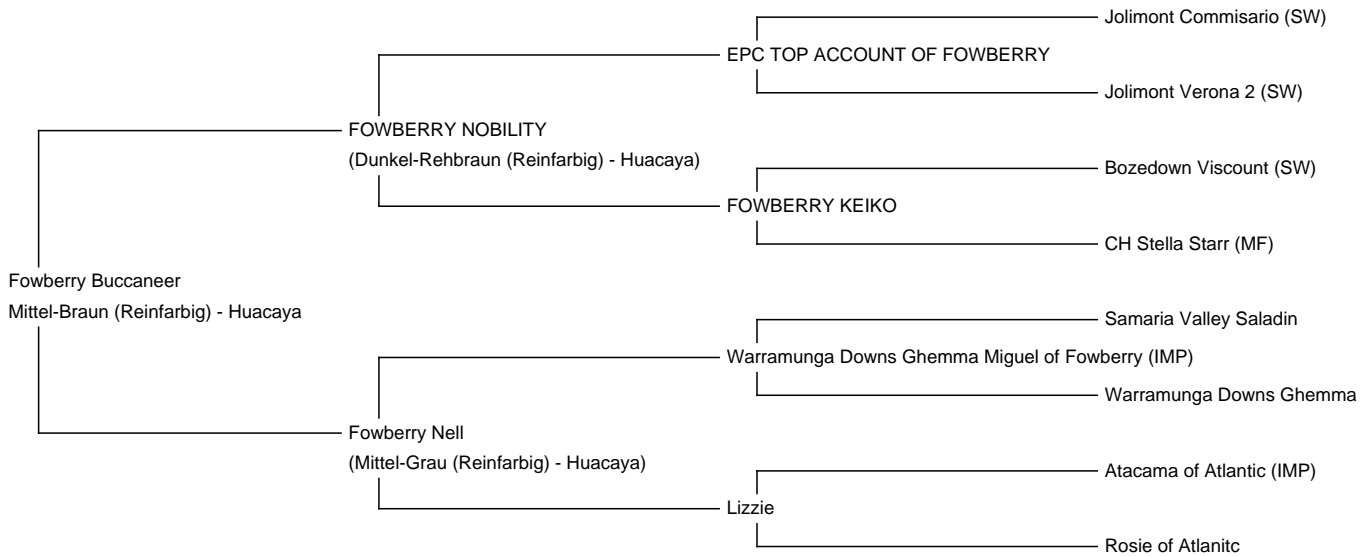 Jolimont Commisario (SW)
EPC TOP ACCOUNT OF FOWBERRY
Jolimont Verona 2 (SW)
FOWBERRY NOBILITY
(Dunkel-Rehbraun (Reinfarbig) - Huacaya)
Bozedown Viscount (SW)
FOWBERRY KEIKO
CH Stella Starr (MF)
Fowberry Buccaneer
Mittel-Braun (Reinfarbig) - Huacaya
Samaria Valley Saladin
Warramunga Downs Ghemma Miguel of Fowberry (IMP)
Warramunga Downs Ghemma
Fowberry Nell
(Mittel-Grau (Reinfarbig) - Huacaya)
Atacama of Atlantic (IMP)
Lizzie
Rosie of Atlanitc